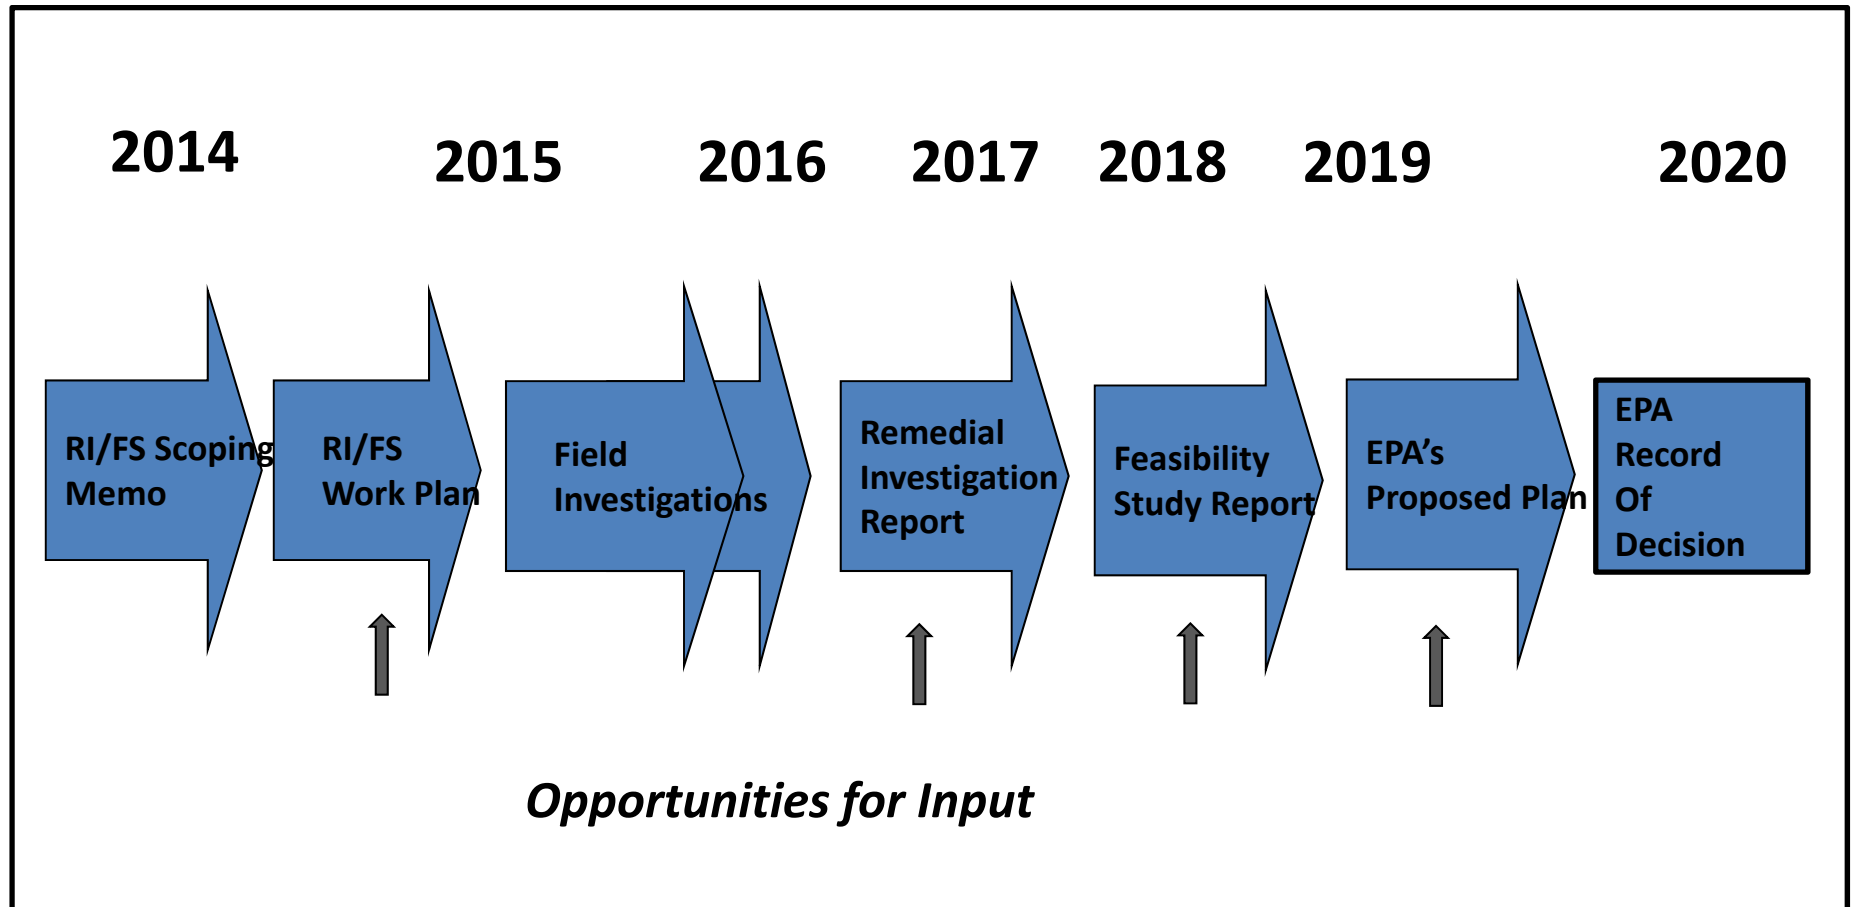 2014
2015
2016
2017
2018
2019
2020
RI/FS Scoping
Memo
RI/FS
Work Plan
Field
Investigations
Remedial
Investigation
Report
Feasibility
Study Report
EPA’s
Proposed Plan
EPA
Record
Of
Decision
Opportunities for Input